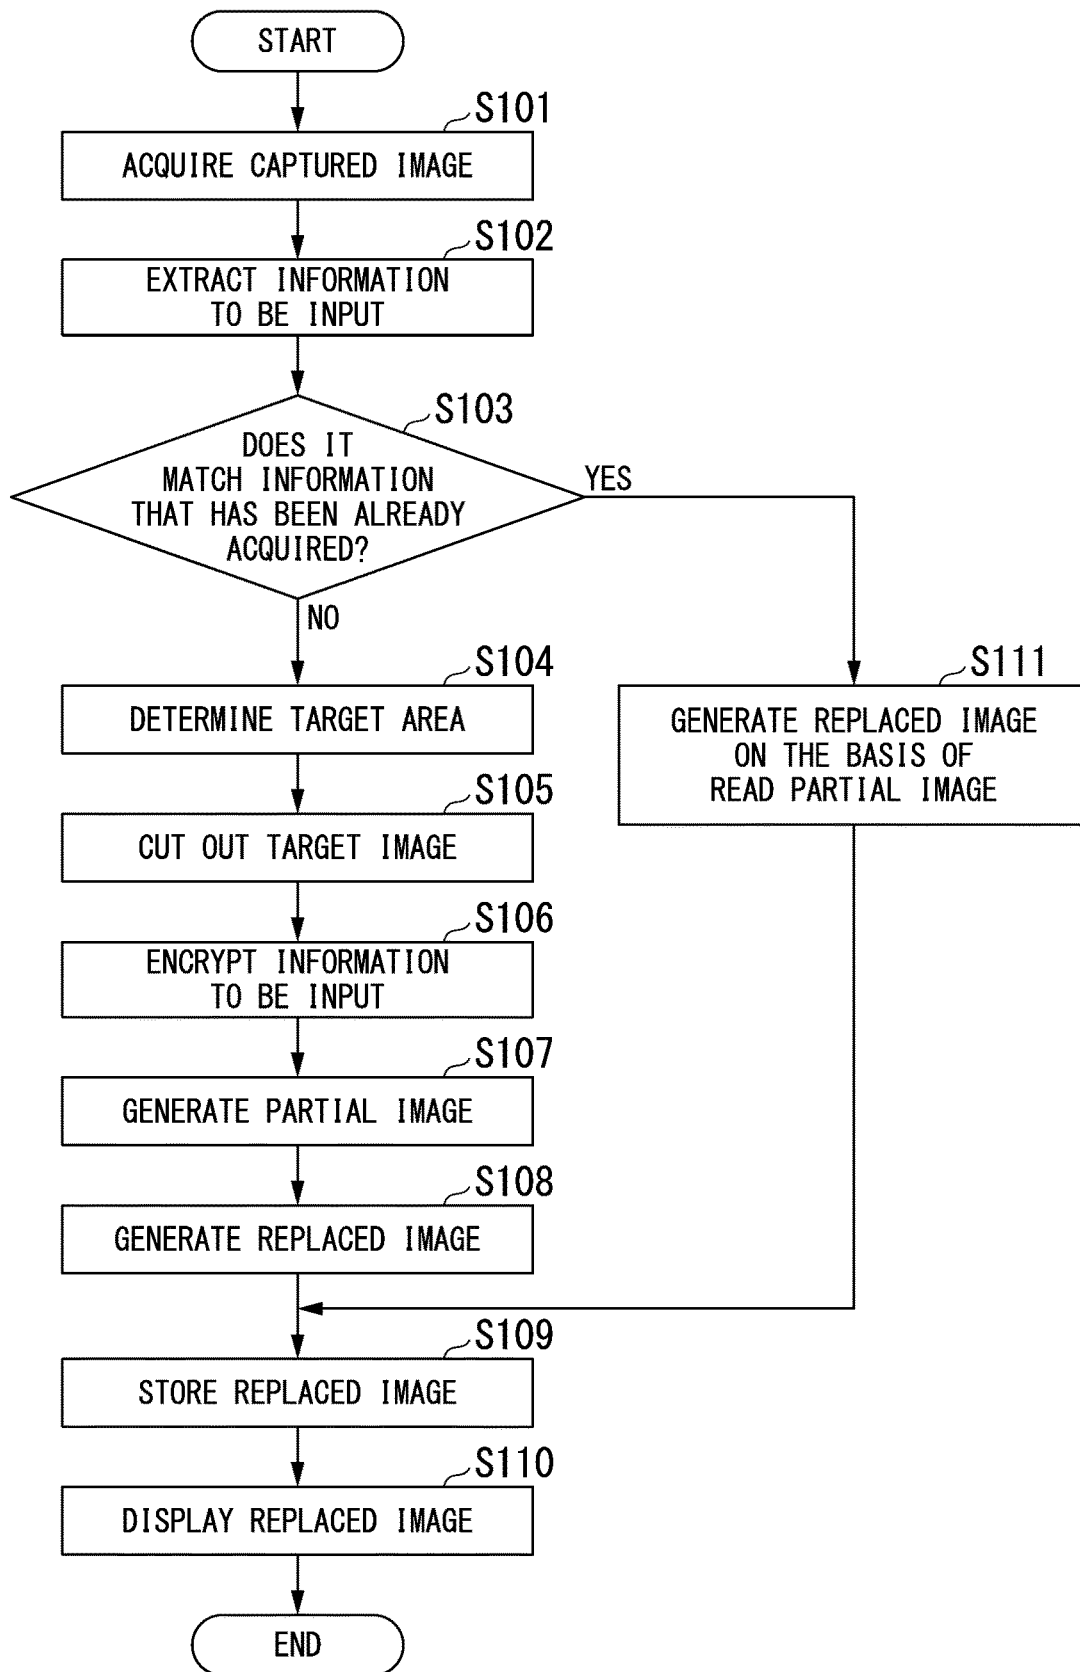 START
S101
ACQUIRE CAPTURED IMAGE
S102
EXTRACT INFORMATION
TO BE INPUT
S103
DOES IT
MATCH INFORMATION
THAT HAS BEEN ALREADY
ACQUIRED?
YES
NO
S104
DETERMINE TARGET AREA
S111
GENERATE REPLACED IMAGE
ON THE BASIS OF
READ PARTIAL IMAGE
S105
CUT OUT TARGET IMAGE
S106
ENCRYPT INFORMATION
TO BE INPUT
S107
GENERATE PARTIAL IMAGE
S108
GENERATE REPLACED IMAGE
S109
STORE REPLACED IMAGE
S110
DISPLAY REPLACED IMAGE
END